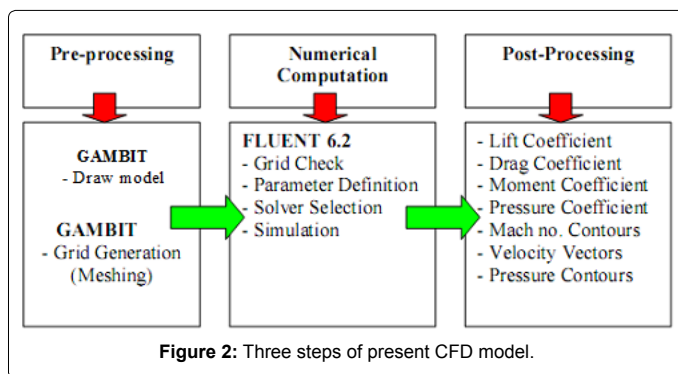 Pre-processing
Numerical
Computation
Post-Processing
GAMBIT
- Draw model
GAMBIT
- Grid Generation
(Meshing)
FLUENT 6.2
- Grid Check
- Parameter Definition
- Solver Selection
- Simulation
- Lift Coefficient
- Drag Coefficient
- Moment Coefficient
- Pressure Coefficient
- Mach no. Contours
- Velocity Vectors
- Pressure Contours
Figure 2: Three steps of present CFD model.